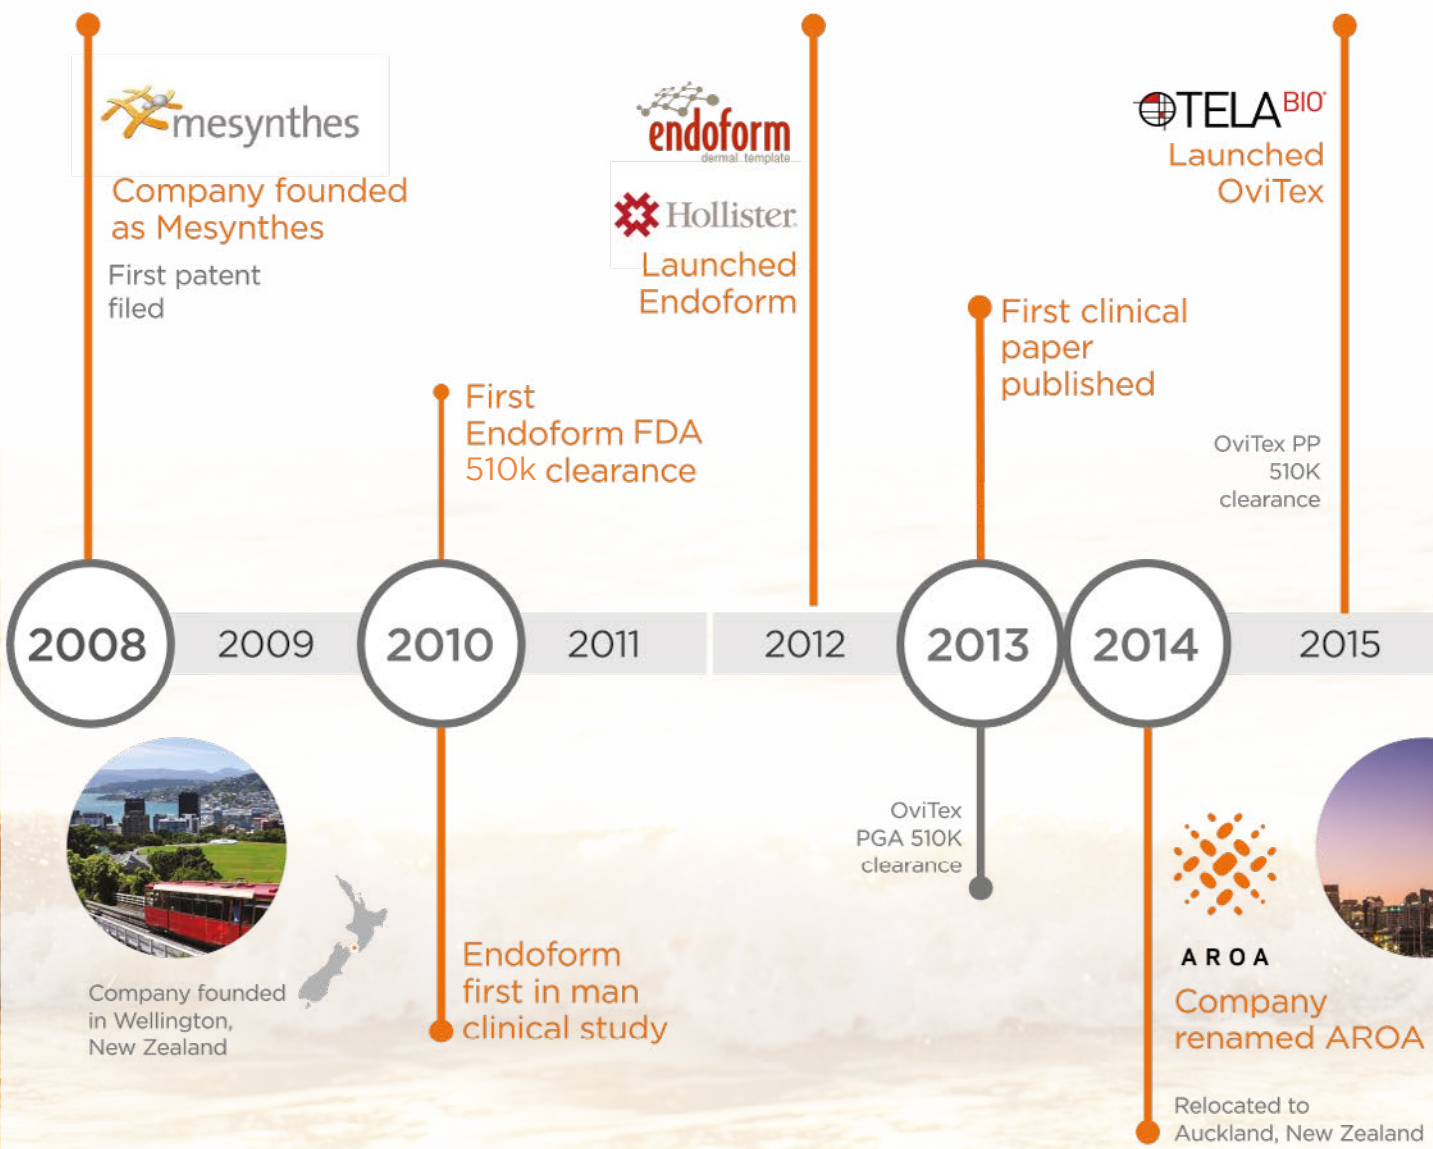 mesynthes
Company founded
as Mesynthes
First patent
filed
endoform
dermal template
Hollister
Launched
Endoform
TELA BIO®
Launched
OviTex
First clinical
paper
published
First
Endoform FDA
510k clearance
OviTex PP
510K
clearance
2008
2009
2010
2011
2012
2013
2014
2015
OviTex
PGA 510K
clearance
Company founded
in Wellington,
New Zealand
Endoform
first in man
clinical study
AROA
Company
renamed AROA
Relocated to
Auckland, New Zealand